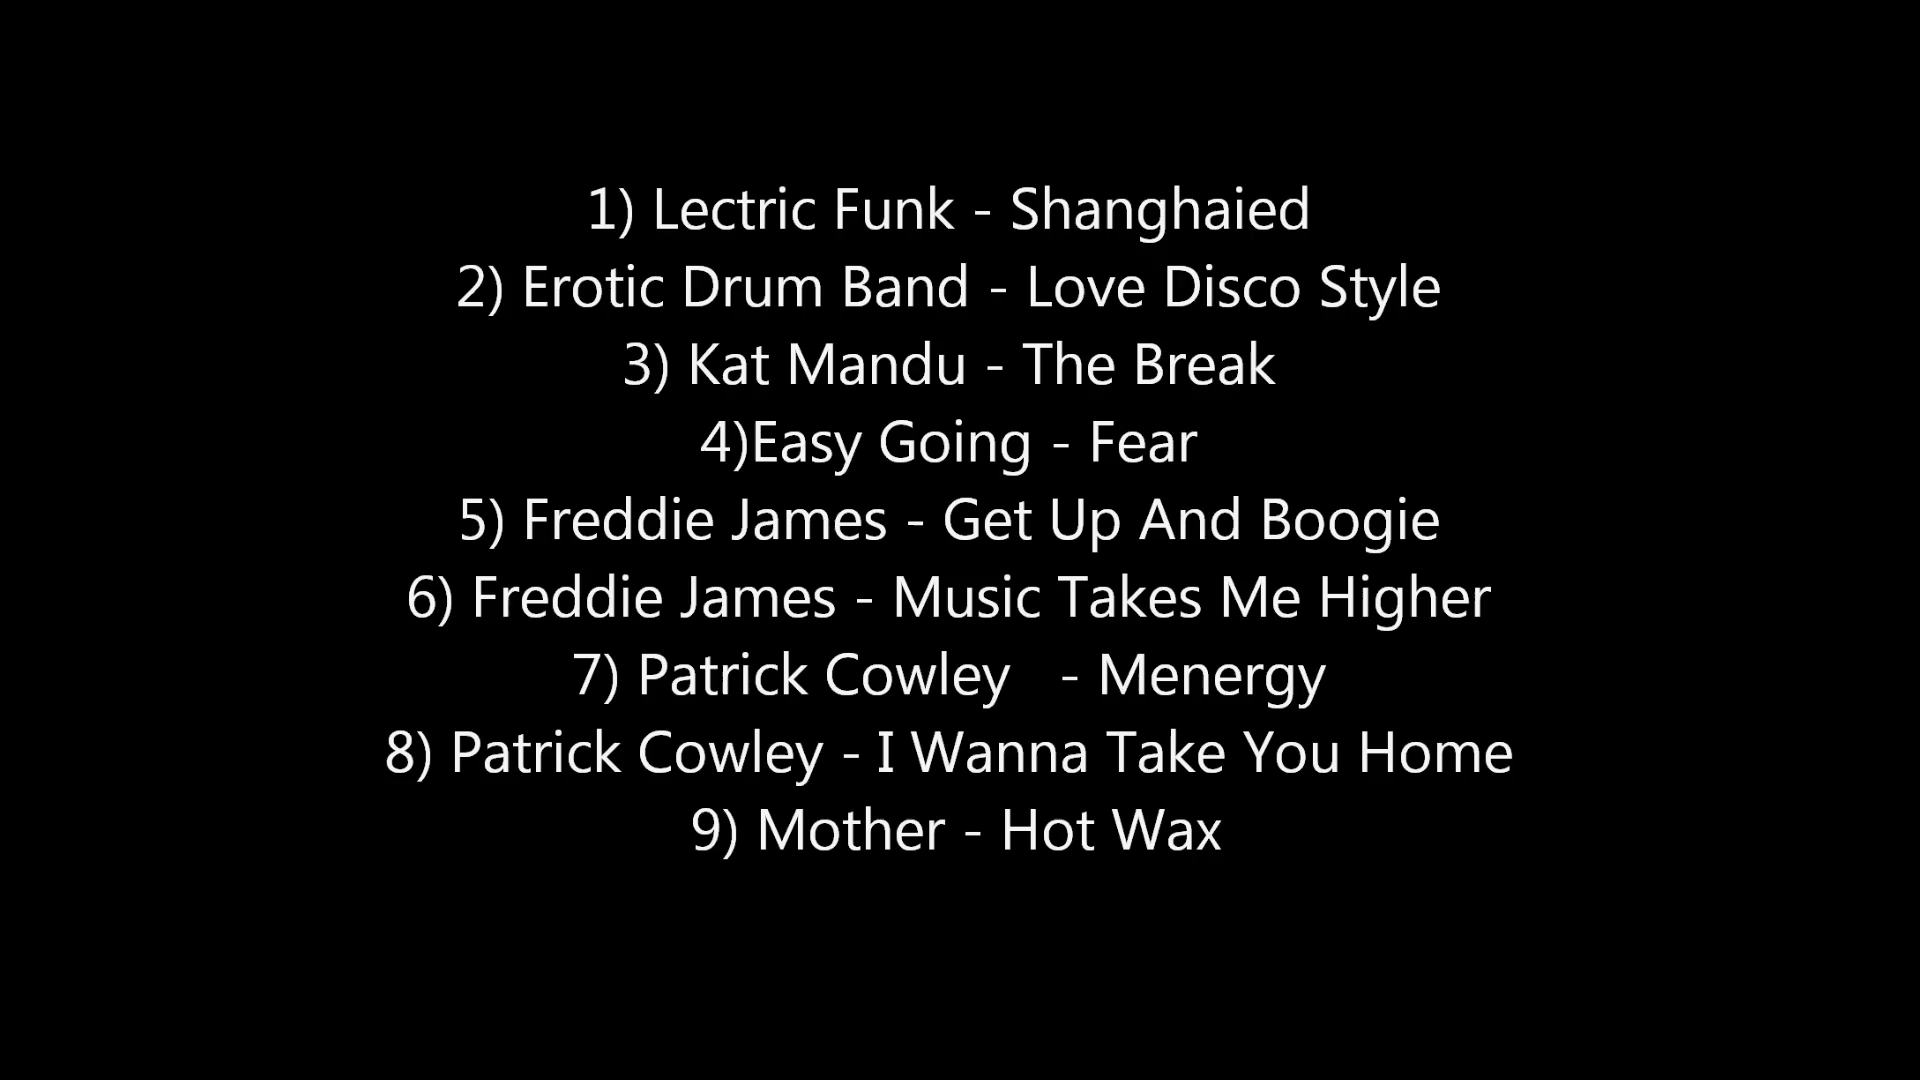 1) Lectric Funk - Shanghaied
2) Erotic Drum Band - Love Disco Style
3) Kat Mandu - The Break
4)Easy Going - Fear
5) Freddie James - Get Up And Boogie
6) Freddie James - Music Takes Me Higher
7) Patrick Cowley   - Menergy
8) Patrick Cowley - I Wanna Take You Home
9) Mother - Hot Wax